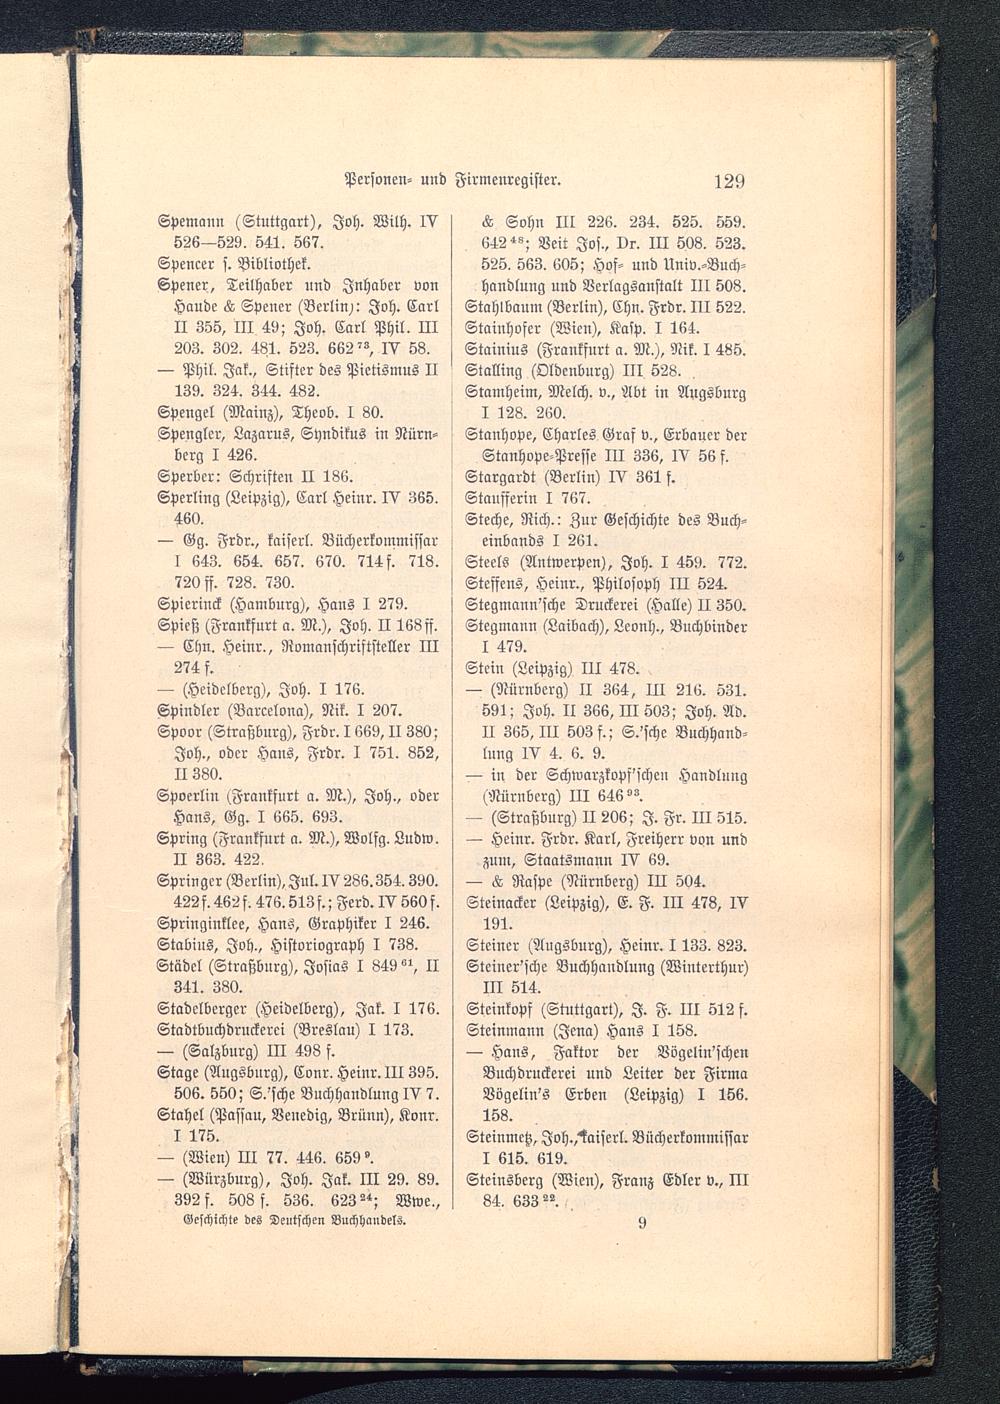 Personen- und Firmenregister. 129
Spemann (Stuttgart), Joh. Wilh. IV
526—529. 541. 567.
Spencer s. Bibliothek.
Spener, Teilhaber und Inhaber von
Haude & Spener (Berlin): Joh. Carl
II 355, III 49; Joh. Carl Phil. III
203. 302. 481. 523. 662⁷³, IV 58.
— Phil. Jak., Stifter des Pietismus II
139. 324. 344. 482.
Spengel (Mainz), Theob. I 80.
Spengler, Lazarus, Syndikus in Nürn-
berg I 426.
Sperber: Schriften II 186.
Sperling (Leipzig), Carl Heinr. IV 365.
460.
— Gg. Frdr., kaiserl. Bücherkommissar
I 643. 654. 657. 670. 714 f. 718.
720 ff. 728. 730.
Spierinck (Hamburg), Hans I 279.
Spieß (Frankfurt a. M.), Joh. II 168 ff.
— Chn. Heinr., Romanschriftsteller III
274 f.
— (Heidelberg), Joh. I 176.
Spindler (Barcelona), Nik. I 207.
Spoor (Straßburg), Frdr. I 669, II 380;
Joh., oder Hans, Frdr. I 751. 852,
II 380.
Spoerlin (Frankfurt a. M.), Joh., oder
Hans, Gg. I 665. 693.
Spring (Frankfurt a. M.), Wolfg. Ludw.
II 363. 422.
Springer (Berlin), Jul. IV 286. 354. 390.
422 f. 462 f. 476. 513 f.; Ferd. IV 560 f.
Springinklee, Hans, Graphiker I 246.
Stabius, Joh., Historiograph I 738.
Städel (Straßburg), Josias I 849⁶¹, II
341. 380.
Stadelberger (Heidelberg), Jak. I 176.
Stadtbuchdruckerei (Breslau) I 173.
— (Salzburg) III 498 f.
Stage (Augsburg), Conr. Heinr. III 395.
506. 550; S.'sche Buchhandlung IV 7.
Stahel (Passau, Venedig, Brünn), Konr.
I 175.
— (Wien) III 77. 446. 659⁹.
— (Würzburg), Joh. Jak. III 29. 89.
392 f. 508 f. 536. 623²⁴; Wwe.,
& Sohn III 226. 234. 525. 559.
642⁴⁸; Veit Jos., Dr. III 508. 523.
525. 563. 605; Hof- und Univ.-Buch-
handlung und Verlagsanstalt III 508.
Stahlbaum (Berlin), Chn. Frdr. III 522.
Stainhofer (Wien), Kasp. I 164.
Stainius (Frankfurt a. M.), Nik. I 485.
Stalling (Oldenburg) III 528.
Stamheim, Melch. v., Abt in Augsburg
I 128. 260.
Stanhope, Charles Graf v., Erbauer der
Stanhope-Presse III 336, IV 56 f.
Stargardt (Berlin) IV 361 f.
Staufferin I 767.
Steche, Rich.: Zur Geschichte des Buch-
einbands I 261.
Steels (Antwerpen), Joh. I 459. 772.
Steffens, Heinr., Philosoph III 524.
Stegmann'sche Druckerei (Halle) II 350.
Stegmann (Laibach), Leonh., Buchbinder
I 479.
Stein (Leipzig) III 478.
— (Nürnberg) II 364, III 216. 531.
591; Joh. II 366, III 503; Joh. Ad.
II 365, III 503 f.; S.'sche Buchhand-
lung IV 4. 6. 9.
— in der Schwarzkopf'schen Handlung
(Nürnberg) III 646⁹³.
— (Straßburg) II 206; J. Fr. III 515.
— Heinr. Frdr. Karl, Freiherr von und
zum, Staatsmann IV 69.
— & Raspe (Nürnberg) III 504.
Steinacker (Leipzig), E. F. III 478, IV
191.
Steiner (Augsburg), Heinr. I 133. 823.
Steiner'sche Buchhandlung (Winterthur)
III 514.
Steinkopf (Stuttgart), J. F. III 512 f.
Steinmann (Jena) Hans I 158.
— Hans, Faktor der Vögelin'schen
Buchdruckerei und Leiter der Firma
Vögelin's Erben (Leipzig) I 156.
158.
Steinmetz, Joh., kaiserl. Bücherkommissar
I 615. 619.
Steinsberg (Wien), Franz Edler v., III
84. 633²².
Geschichte des Deutschen Buchhandels. 9